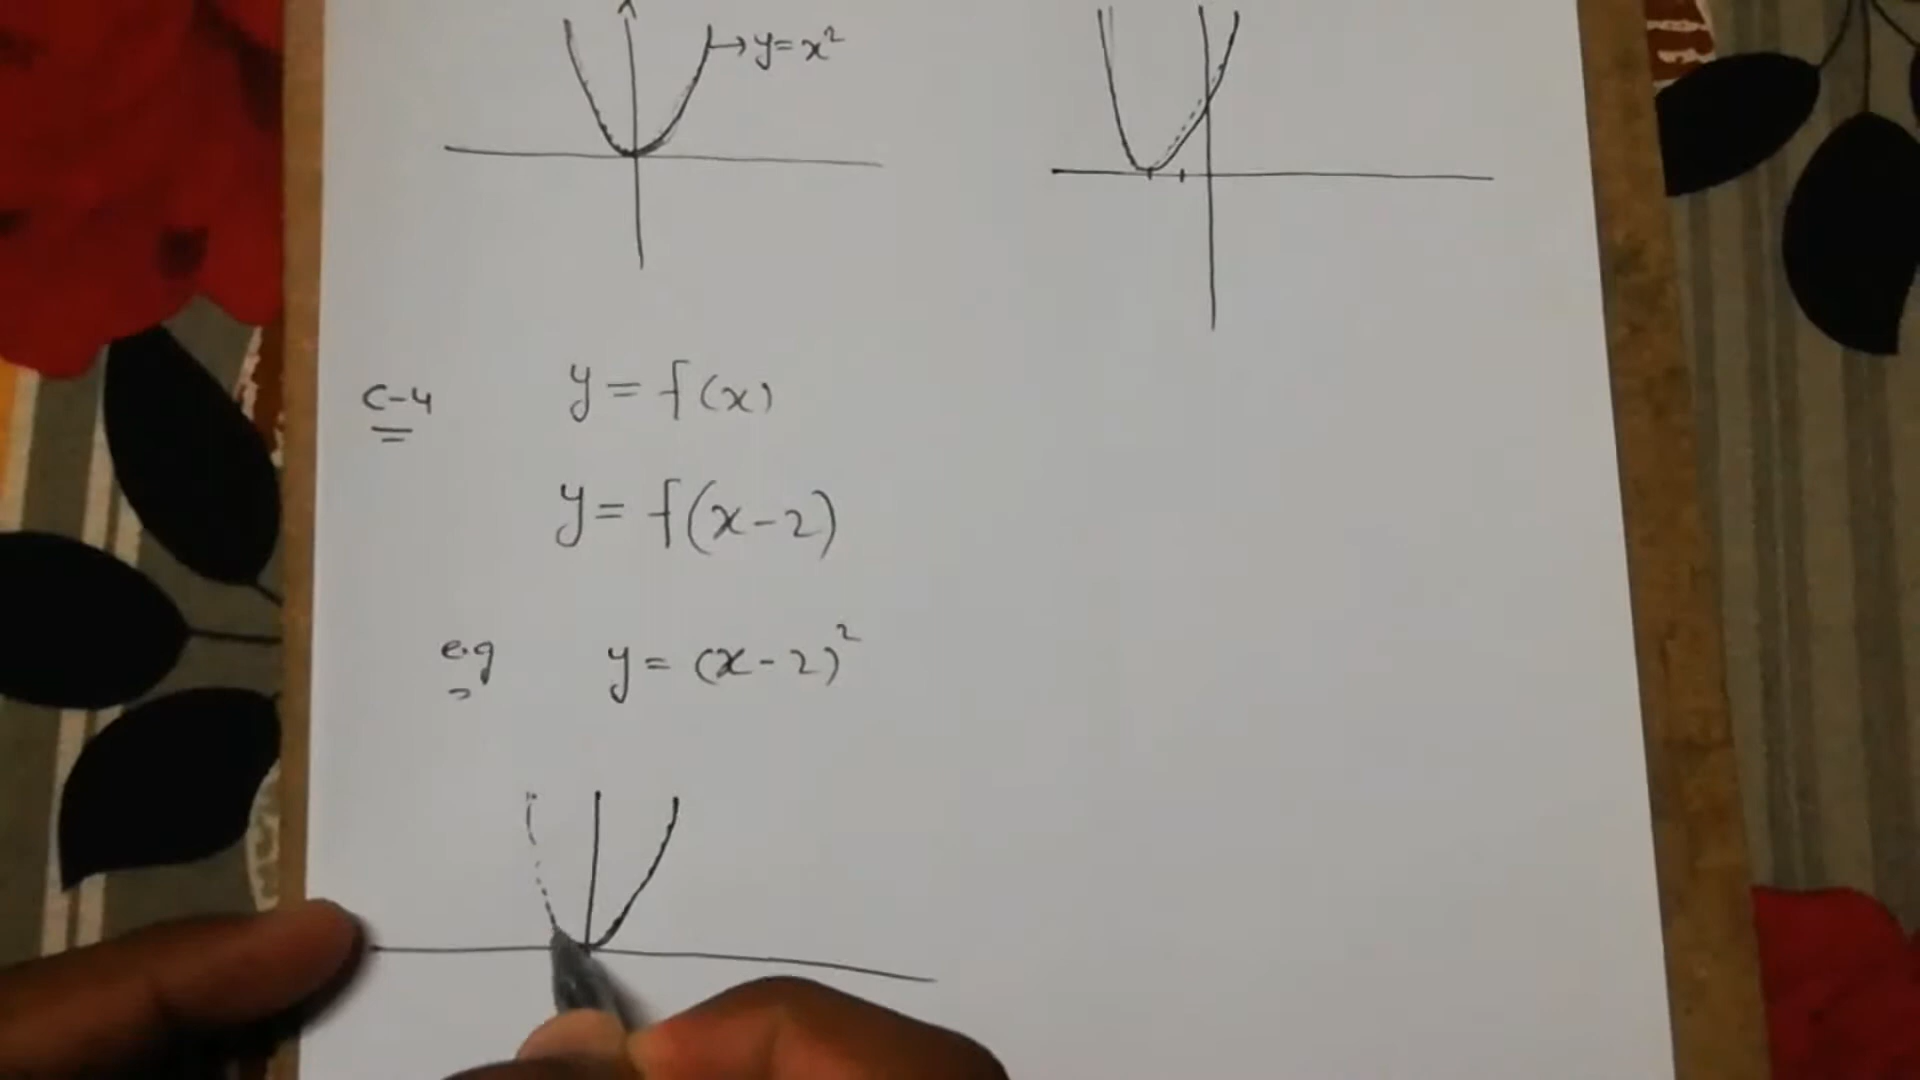 y=x²
C-4
y=f(x)
y=f(x-2)
e.g y=(x-2)²